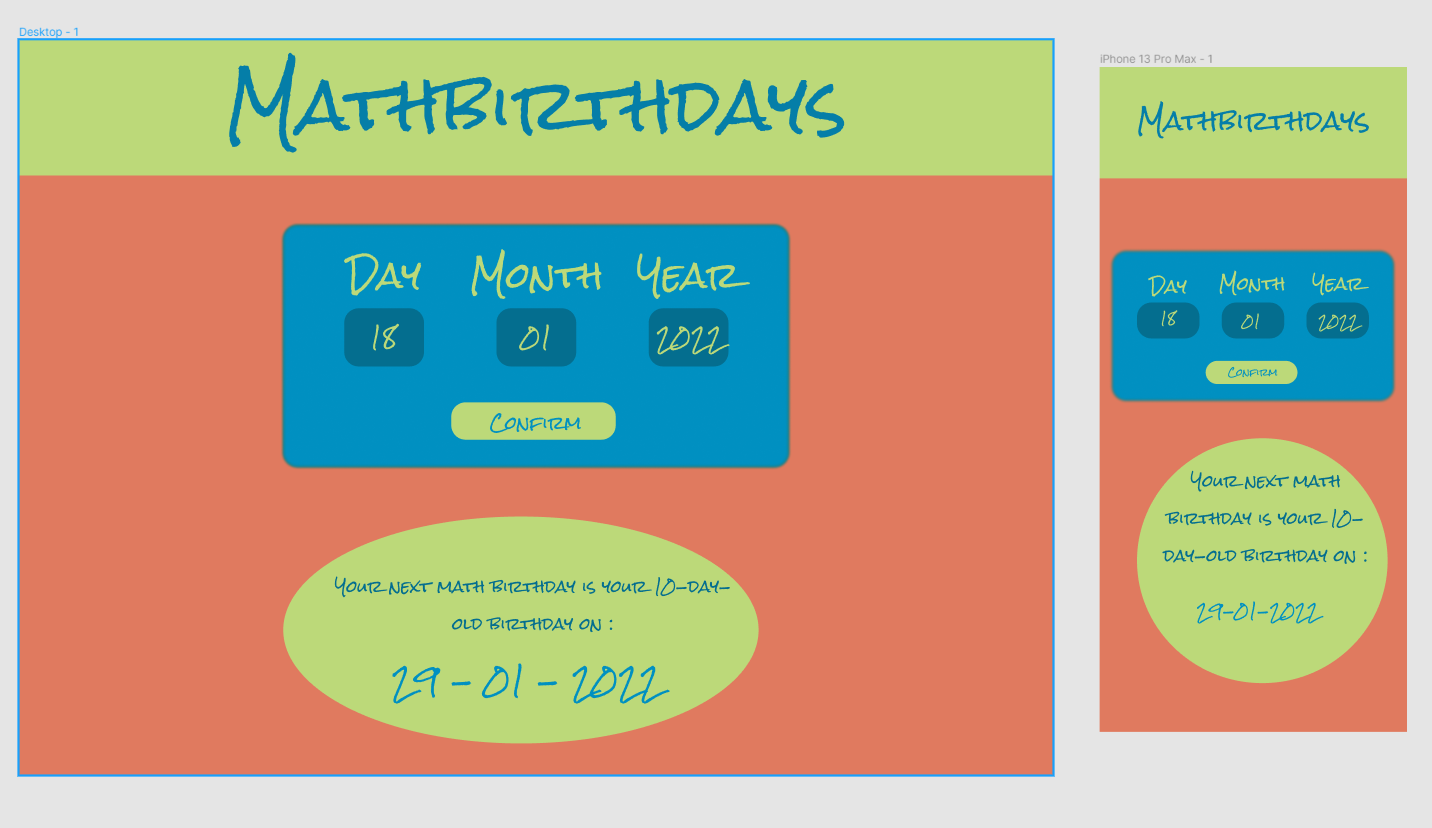 Desktop - 1
MATHBIRTHDAYS
DAY MONTH YEAR
18 01 2022
CONFIRM
YOUR NEXT MATH BIRTHDAY IS YOUR 10-DAY-
OLD BIRTHDAY ON :
29 - 01 - 2022
iPhone 13 Pro Max - 1
MATHBIRTHDAYS
DAY MONTH YEAR
18 01 2022
CONFIRM
YOUR NEXT MATH
BIRTHDAY IS YOUR 10-
DAY-OLD BIRTHDAY ON :
29-01-2022